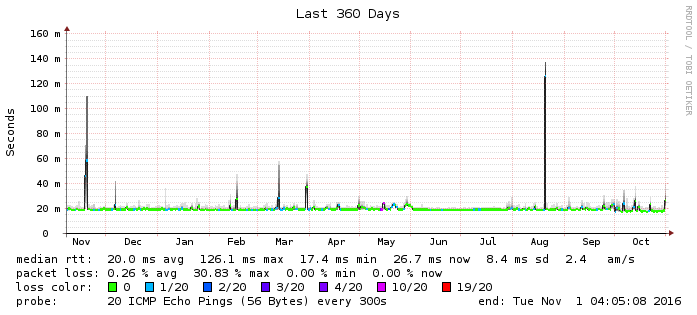 Last 360 Days
RRDTOOL / TOBI OETIKER
Seconds
160 m
140 m
120 m
100 m
80 m
60 m
40 m
20 m
0
Nov Dec Jan Feb Mar Apr May Jun Jul Aug Sep Oct
median rtt: 20.0 ms avg 126.1 ms max 17.4 ms min 26.7 ms now 8.4 ms sd 2.4 am/s
packet loss: 0.26 % avg 30.83 % max 0.00 % min 0.00 % now
loss color: 0 1/20 2/20 3/20 4/20 10/20 19/20
probe: 20 ICMP Echo Pings (56 Bytes) every 300s end: Tue Nov 1 04:05:08 2016